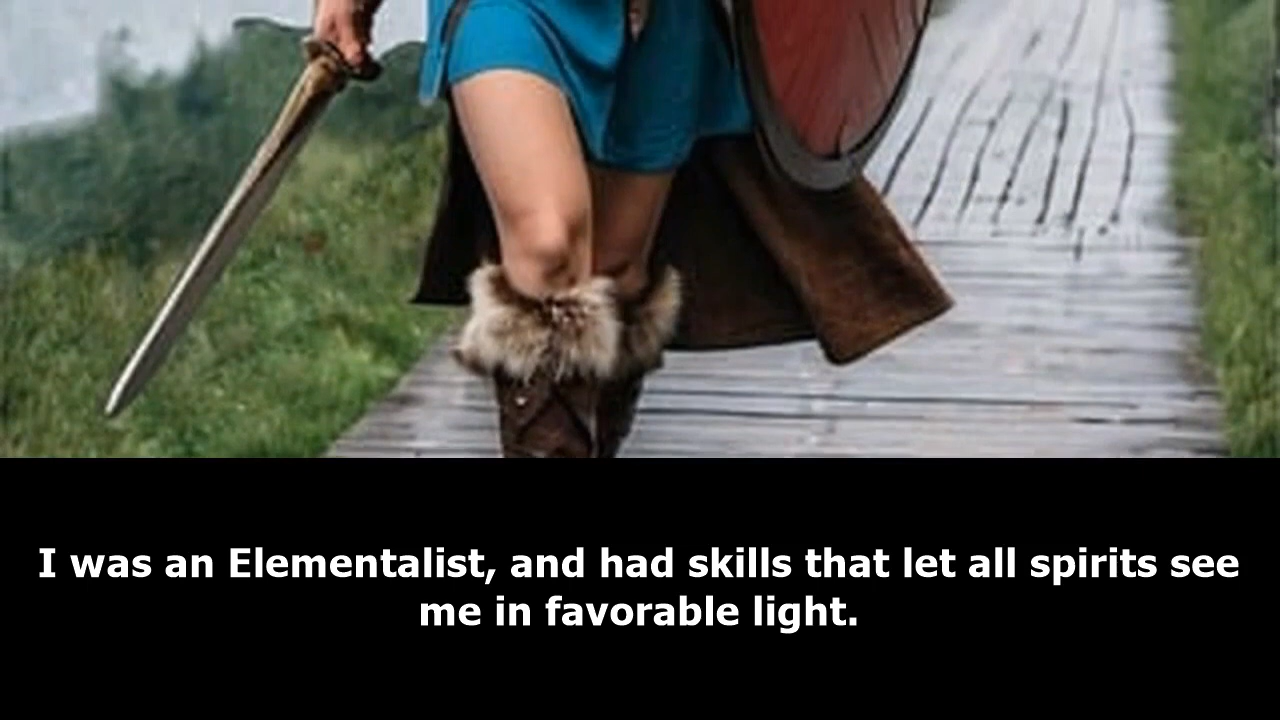 I was an Elementalist, and had skills that let all spirits see
me in favorable light.